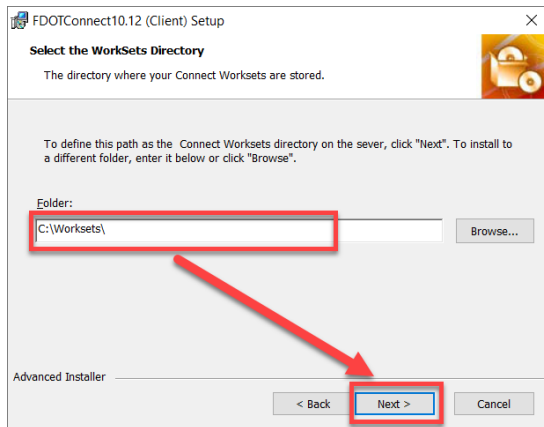 FDOTConnect10.12 (Client) Setup
Select the WorkSets Directory
The directory where your Connect Worksets are stored.
To define this path as the Connect Worksets directory on the sever, click "Next". To install to
a different folder, enter it below or click "Browse".
Folder:
C:\Worksets\
Browse...
Advanced Installer
< Back
Next >
Cancel